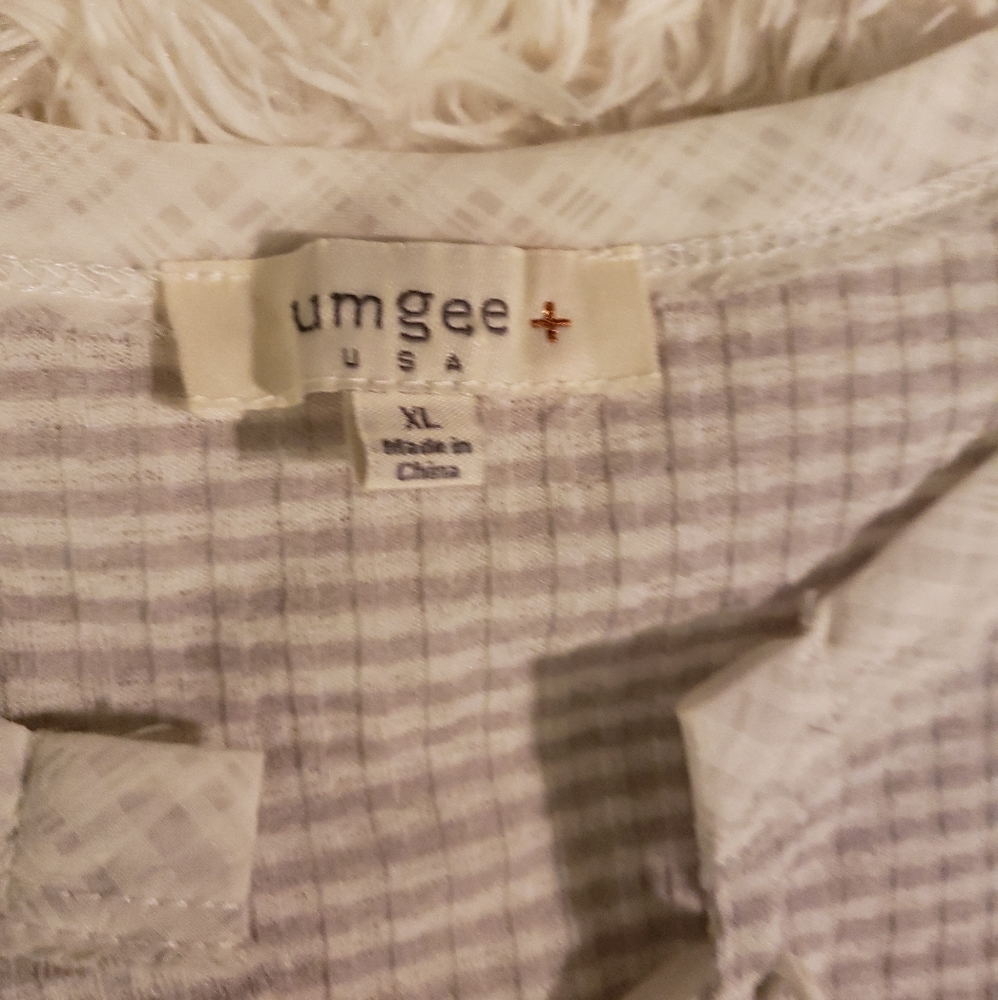 umgee +
USA
XL
Made in
China